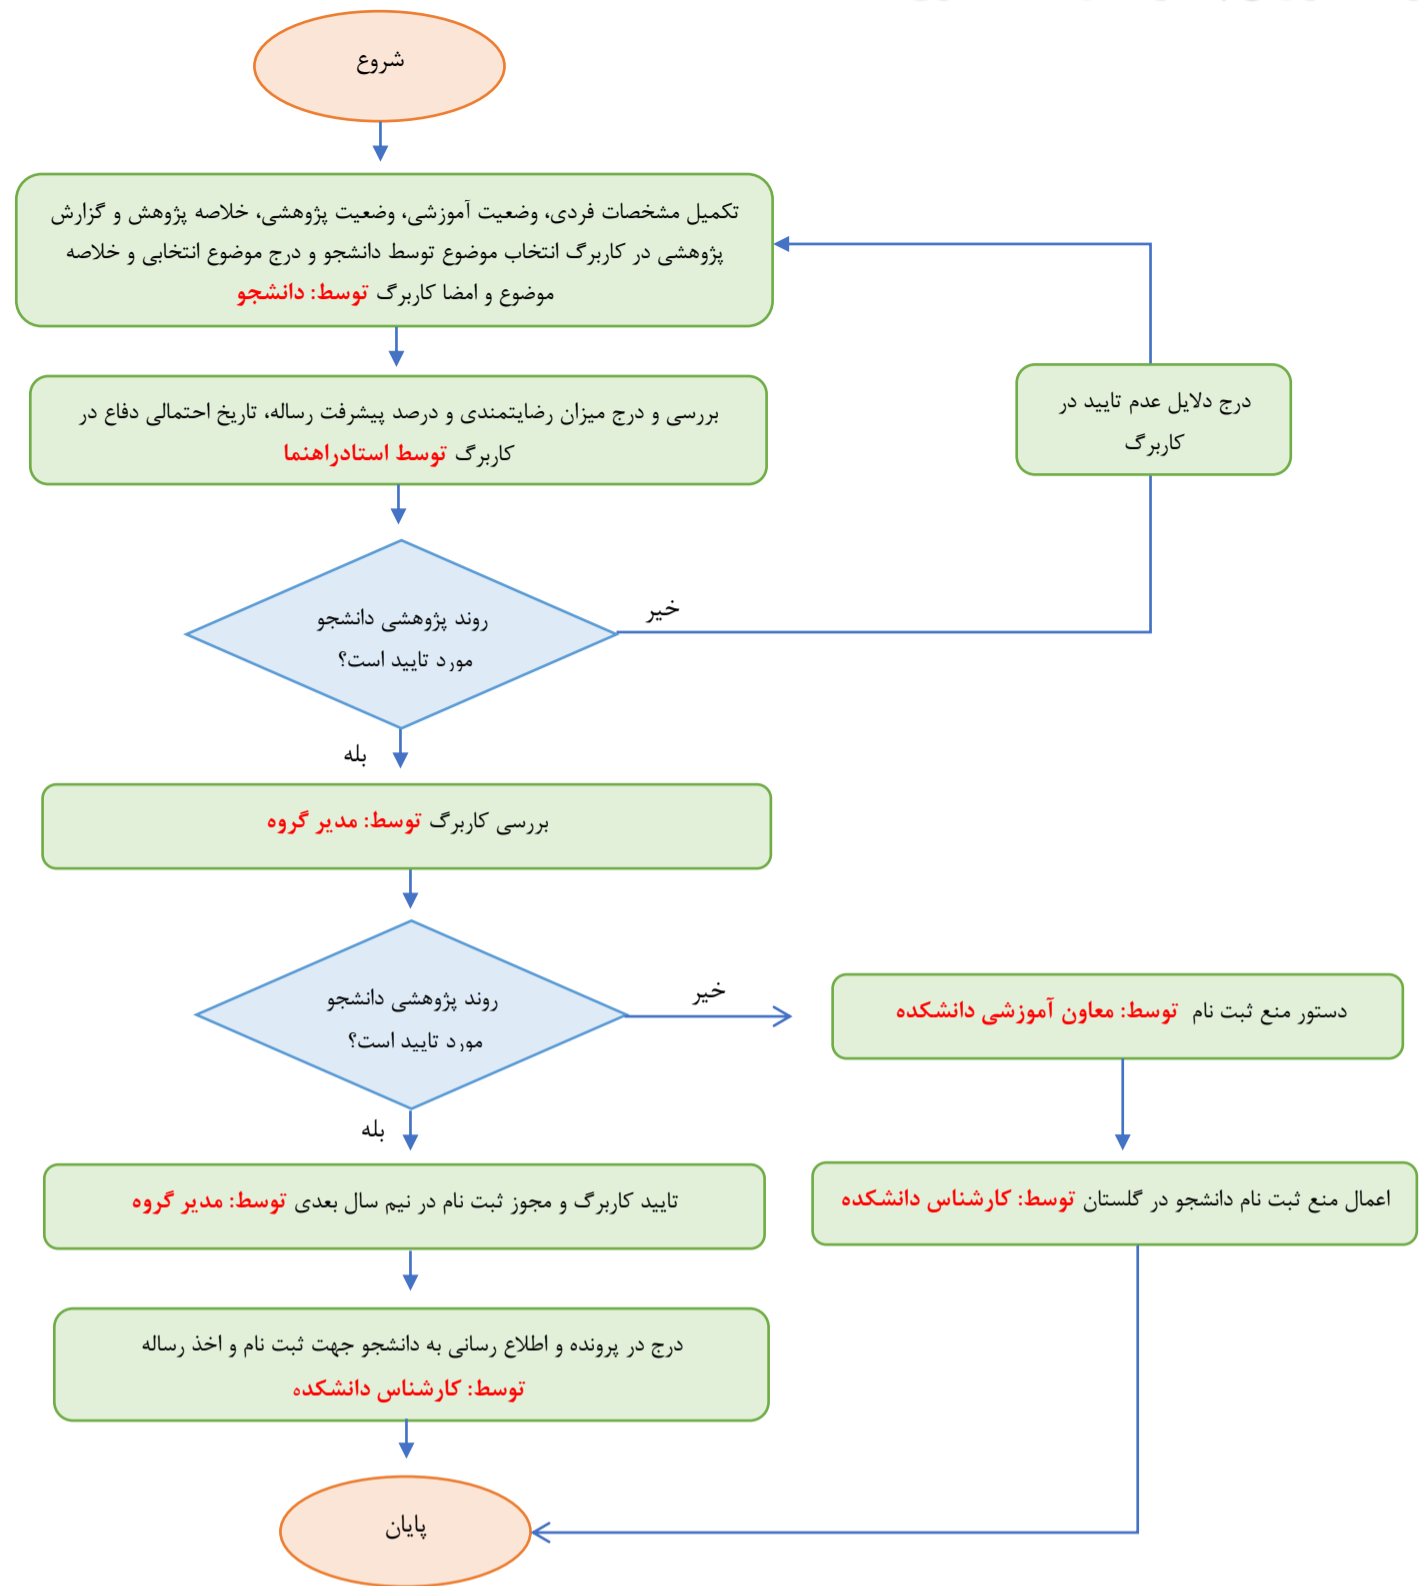 شروع
تکمیل مشخصات فردی، وضعیت آموزشی، وضعیت پژوهشی، خلاصه پژوهش و گزارش
پژوهشی در کاربرگ انتخاب موضوع توسط دانشجو و درج موضوع انتخابی و خلاصه
موضوع و امضا کاربرگ توسط: دانشجو
بررسی و درج میزان رضایتمندی و درصد پیشرفت رساله، تاریخ احتمالی دفاع در
کاربرگ توسط استادراهنما
درج دلایل عدم تایید در
کاربرگ
روند پژوهشی دانشجو
مورد تایید است؟
خیر
بله
بررسی کاربرگ توسط: مدیر گروه
روند پژوهشی دانشجو
مورد تایید است؟
خیر
دستور منع ثبت نام توسط: معاون آموزشی دانشکده
بله
تایید کاربرگ و مجوز ثبت نام در نیم سال بعدی توسط: مدیر گروه
اعمال منع ثبت نام دانشجو در گلستان توسط: کارشناس دانشکده
درج در پرونده و اطلاع رسانی به دانشجو جهت ثبت نام و اخذ رساله
توسط: کارشناس دانشکده
پایان